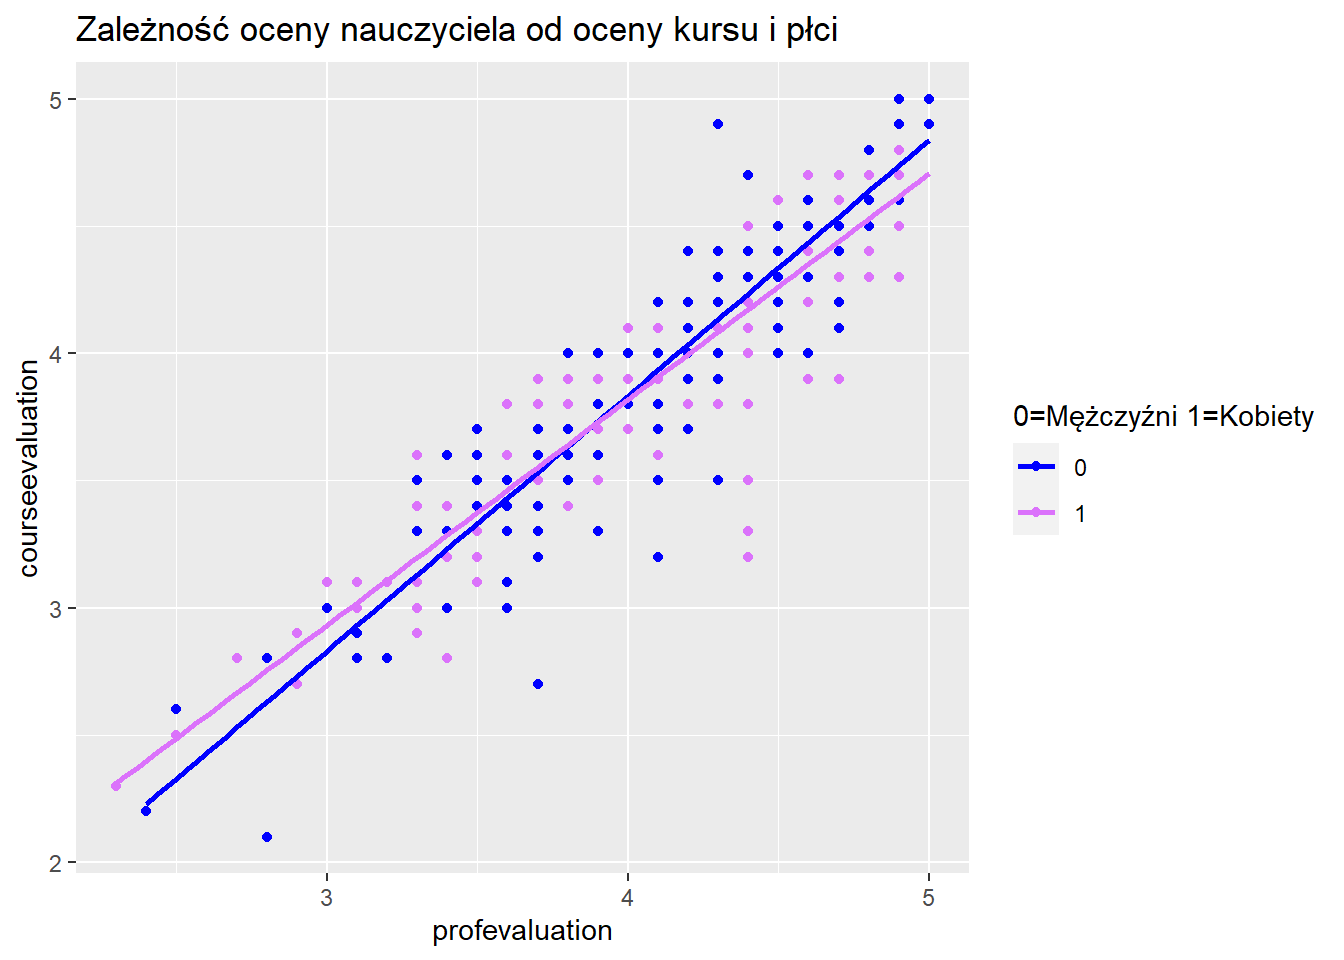 Zależność oceny nauczyciela od oceny kursu i płci
5
4
3
2
courseevaluation
3 4 5
profevaluation
0=Mężczyźni 1=Kobiety
0
1